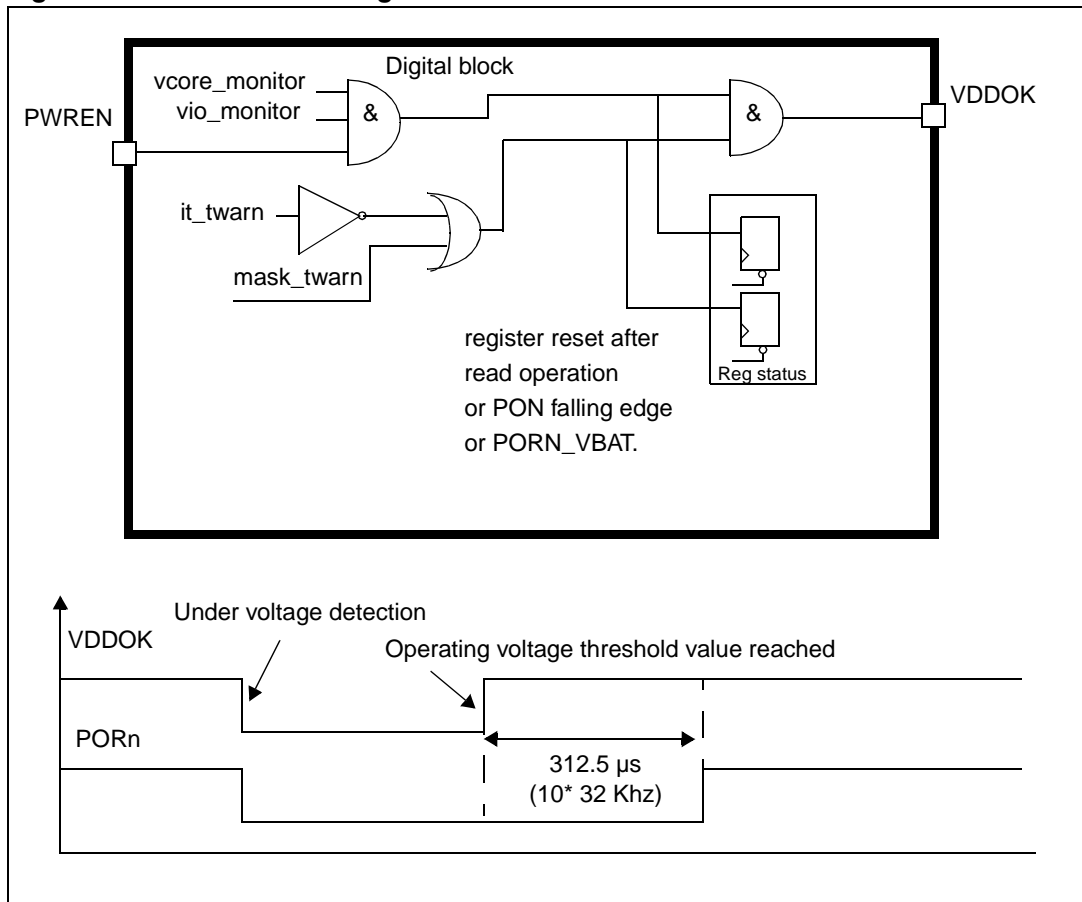 Digital block
vcore_monitor
vio_monitor
&
&
VDDOK
PWREN
it_twarn
mask_twarn
register reset after
read operation
or PON falling edge
or PORN_VBAT.
Reg status
Under voltage detection
VDDOK
Operating voltage threshold value reached
PORn
312.5 µs
(10* 32 Khz)